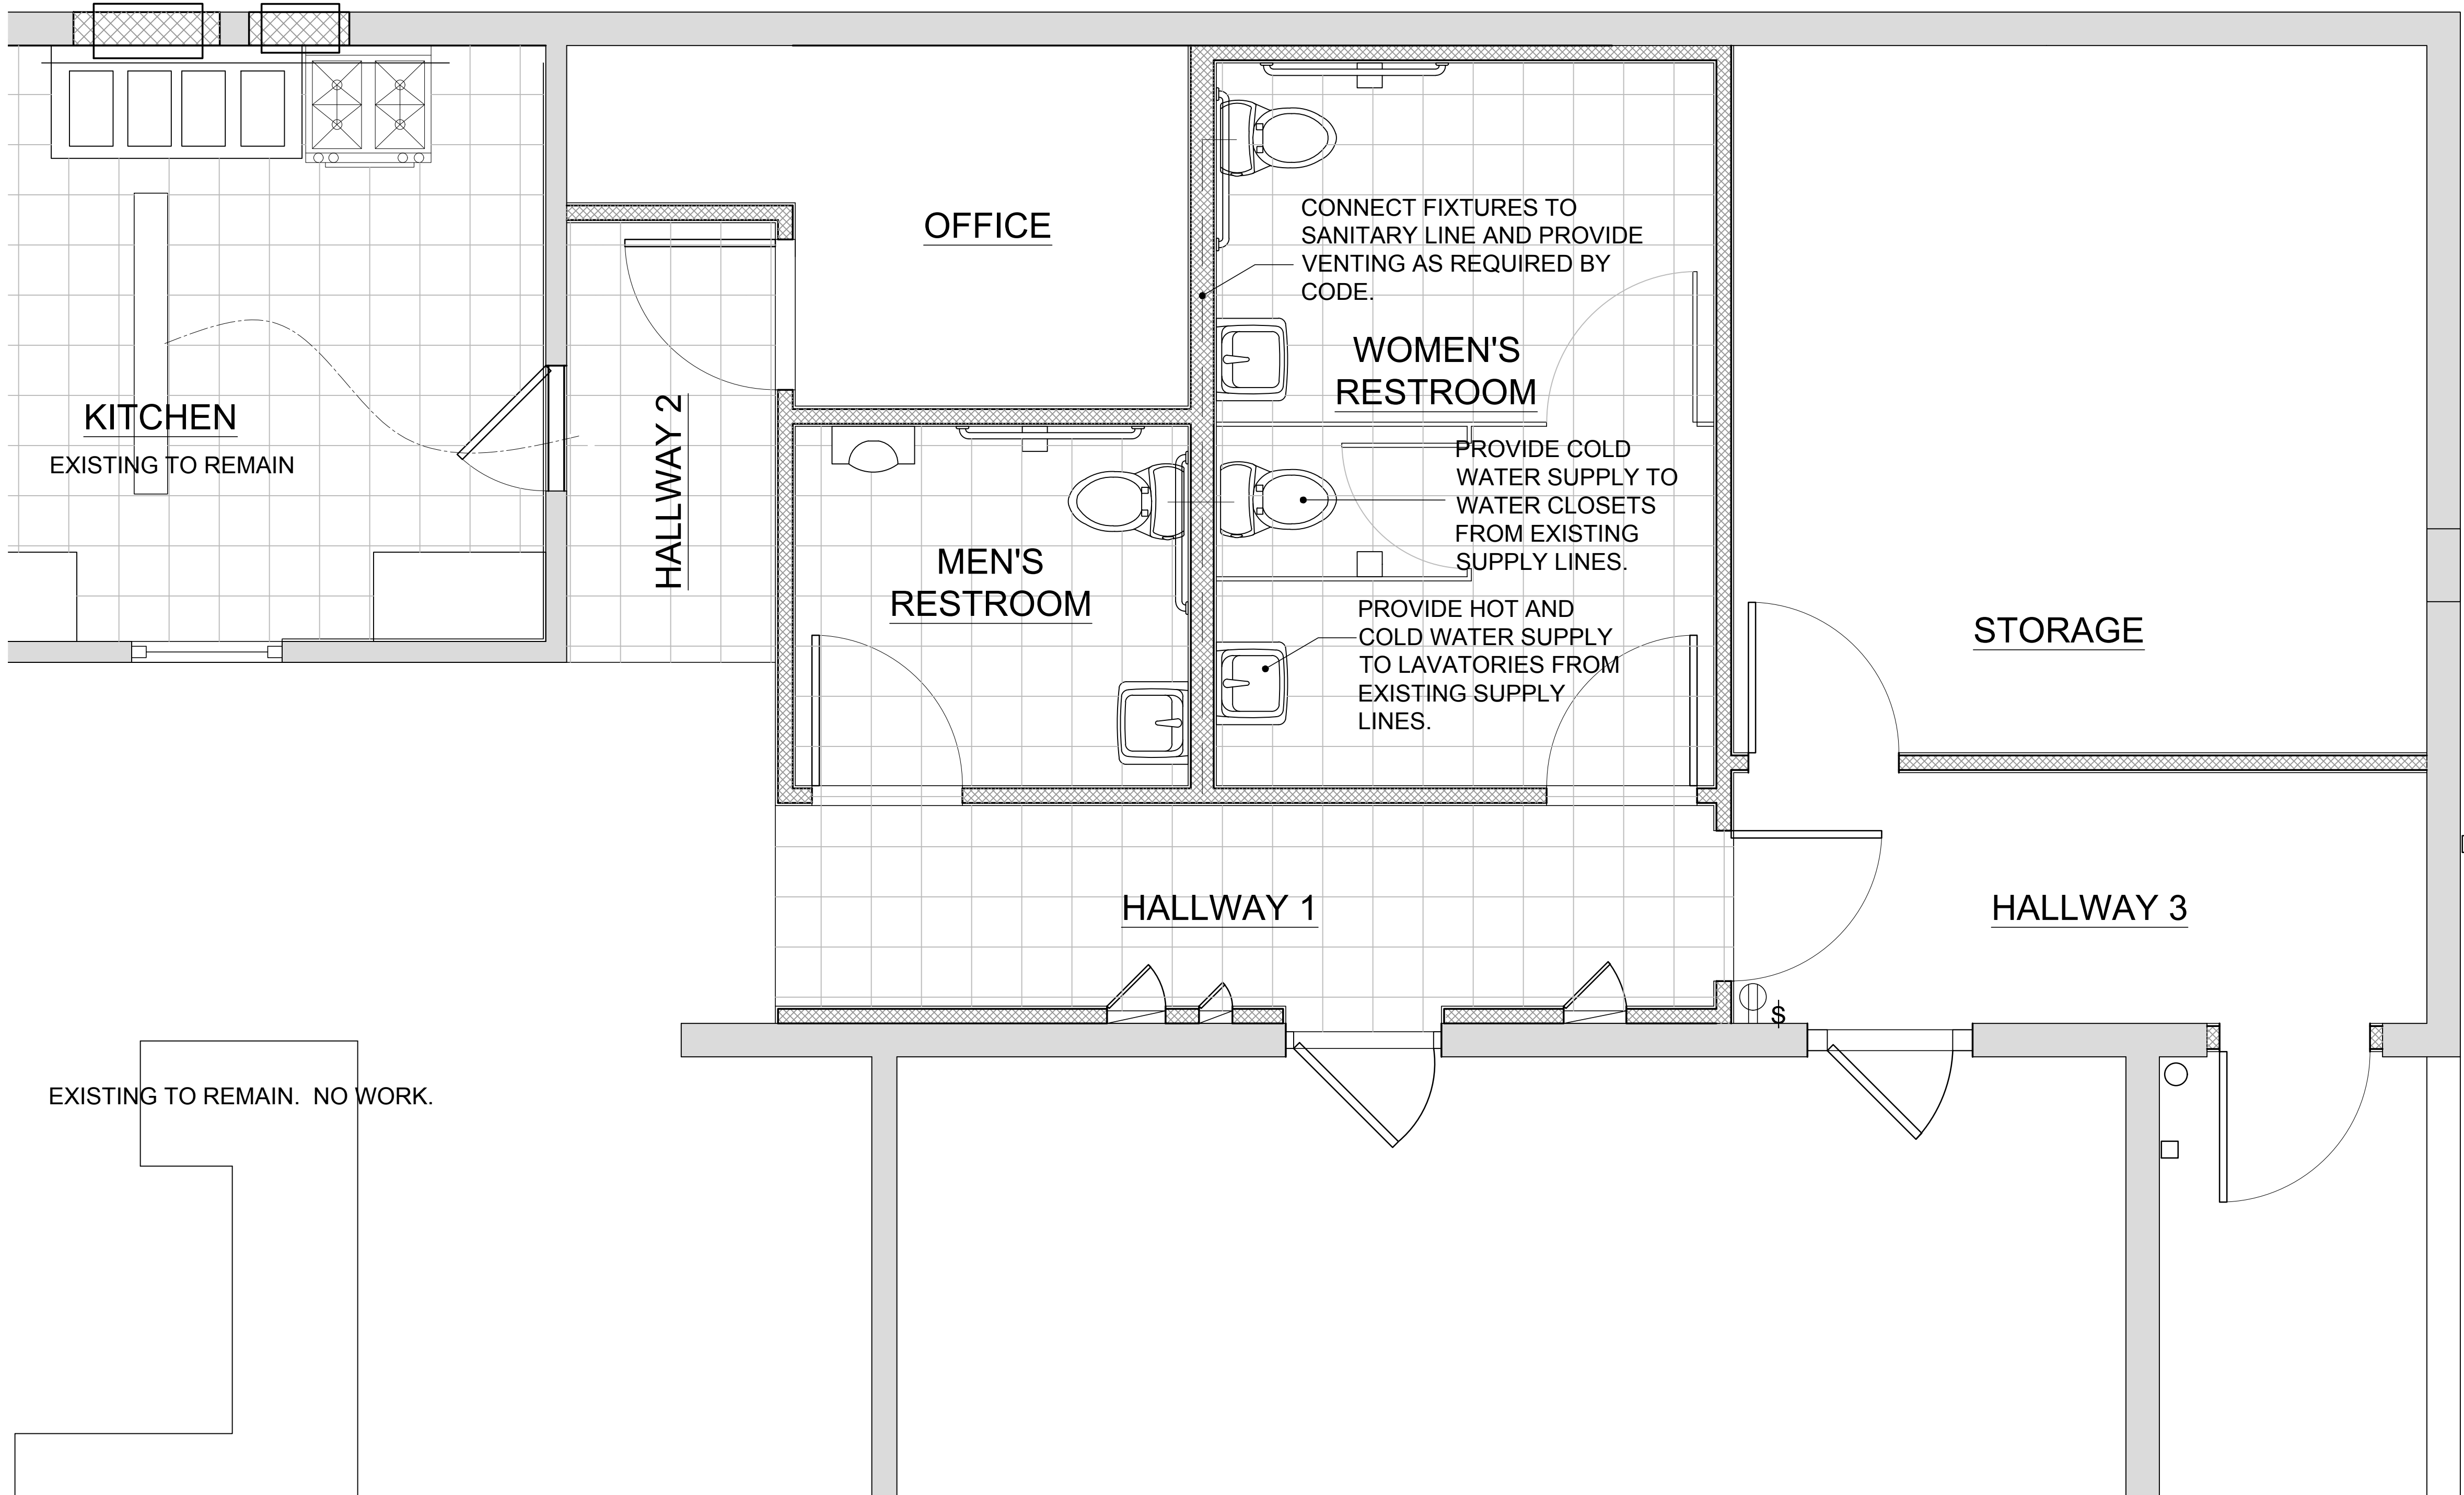 OFFICE
CONNECT FIXTURES TO
SANITARY LINE AND PROVIDE
VENTING AS REQUIRED BY
CODE.
WOMEN'S
RESTROOM
KITCHEN
EXISTING TO REMAIN
HALLWAY 2
PROVIDE COLD
WATER SUPPLY TO
WATER CLOSETS
FROM EXISTING
SUPPLY LINES.
MEN'S
RESTROOM
PROVIDE HOT AND
COLD WATER SUPPLY
TO LAVATORIES FROM
EXISTING SUPPLY
LINES.
STORAGE
HALLWAY 1
HALLWAY 3
$
EXISTING TO REMAIN.  NO WORK.